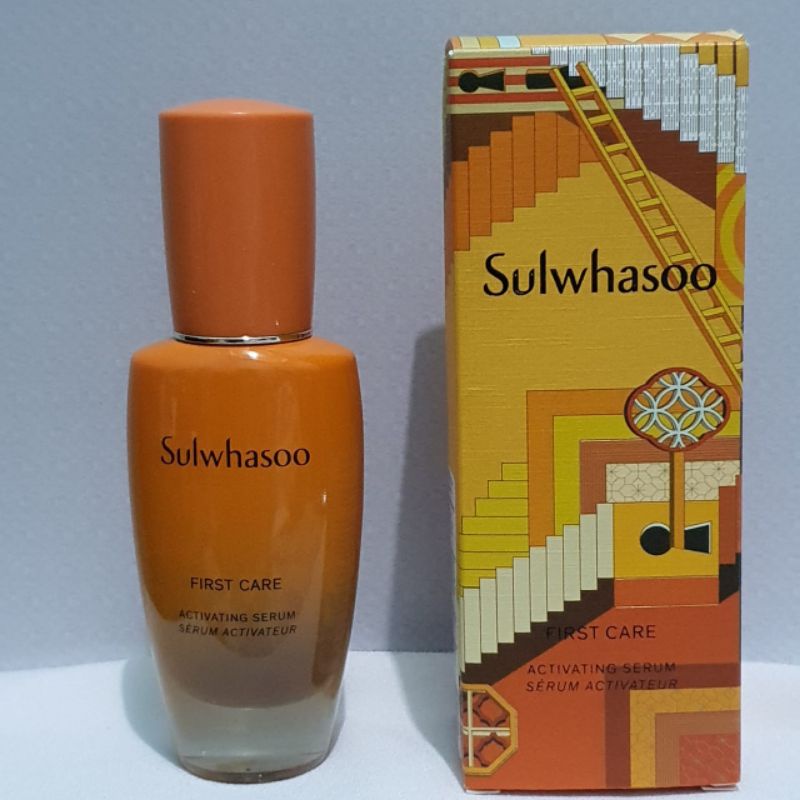 Sulwhasoo
FIRST CARE
ACTIVATING SERUM
SÉRUM ACTIVATEUR
Sulwhasoo
FIRST CARE
ACTIVATING SERUM
SÉRUM ACTIVATEUR